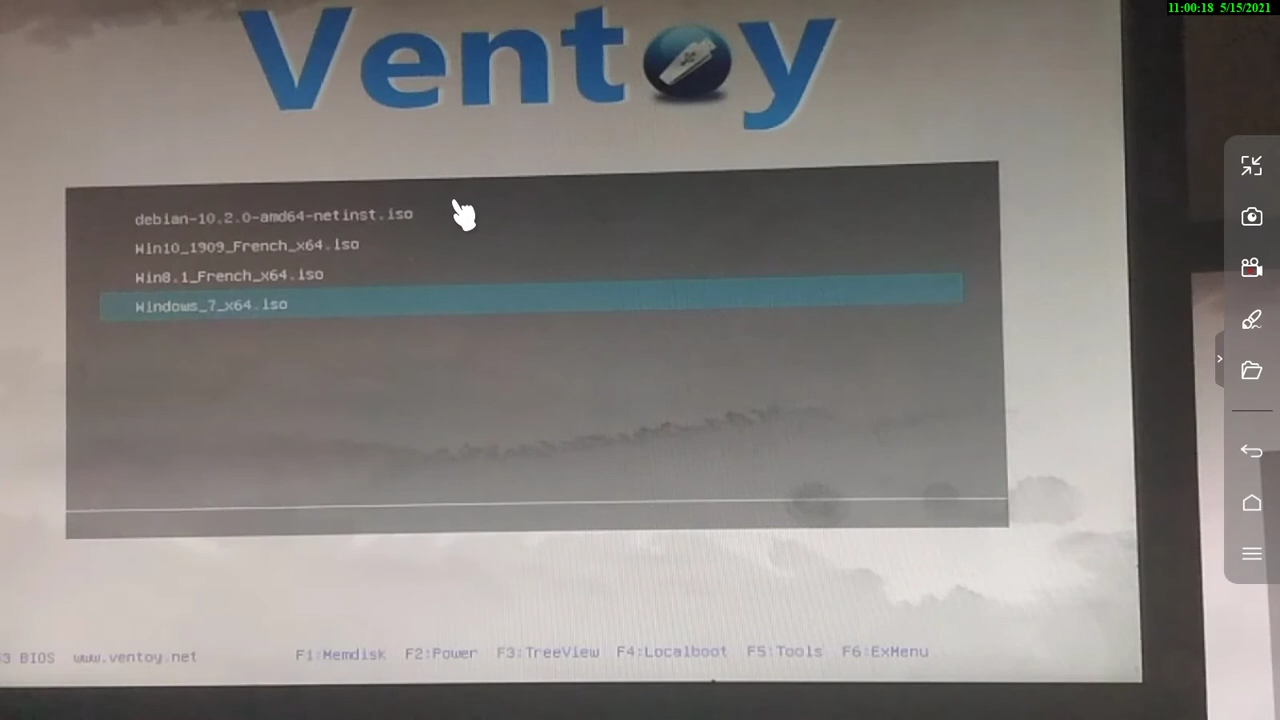 11:00:18 5/15/2021
Ventoy
debian-10.2.0-amd64-netinst.iso
Win10_1909_French_x64.iso
Win8.1_French_x64.iso
Windows_7_x64.iso
3 BIOS www.ventoy.net F1:Memdisk F2:Power F3:TreeView F4:Localboot F5:Tools F6:ExMenu